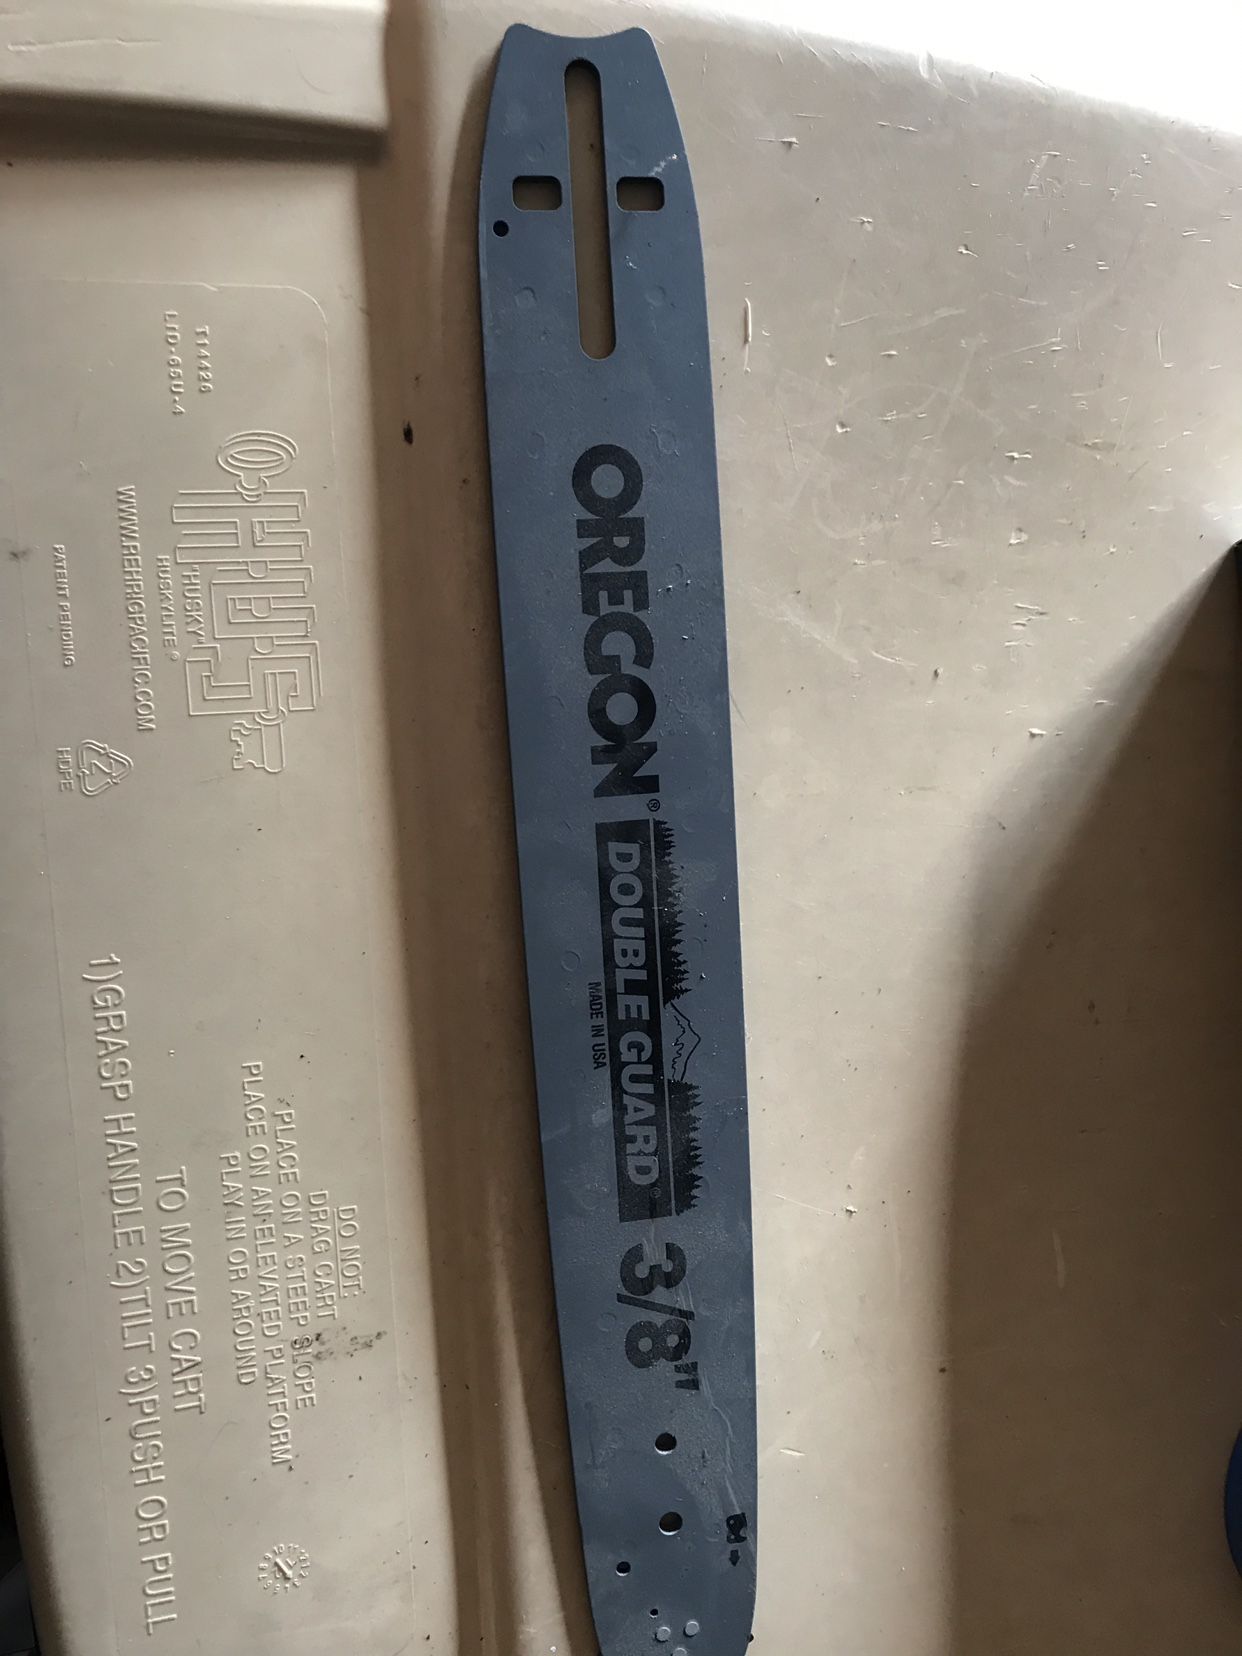 OREGON®
DOUBLE GUARD®
MADE IN USA
3/8"
T14426
LID-65U-4
HUSKY
HUSKYLITE®
WWW.REHRIGPACIFIC.COM
PATENT PENDING
HDPE
DO NOT:
DRAG CART
PLACE ON A STEEP SLOPE
PLACE ON AN ELEVATED PLATFORM
PLAY IN OR AROUND
TO MOVE CART
1)GRASP HANDLE 2)TILT 3)PUSH OR PULL